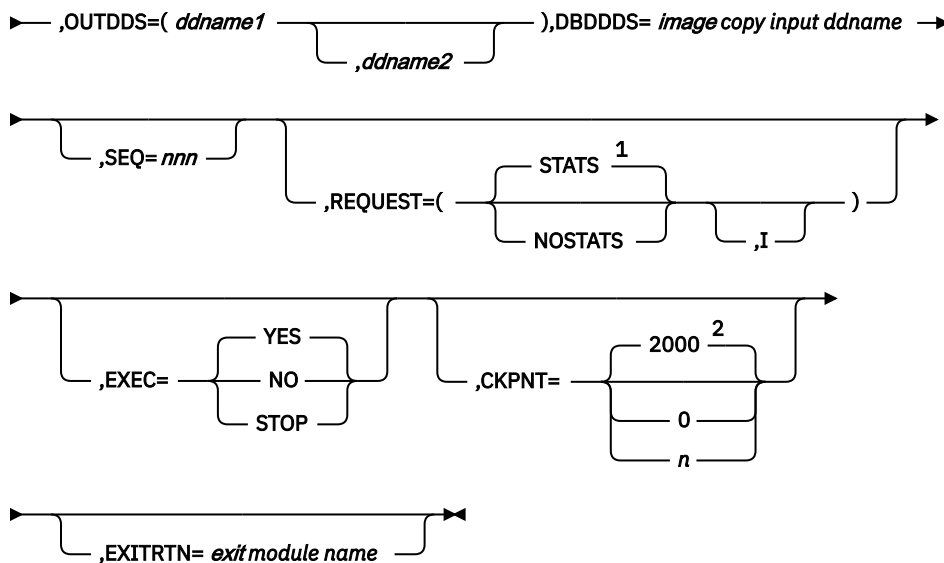 ,OUTDDS=( ddname1 ),DBDDDS= image copy input ddname
,ddname2
,SEQ= nnn
STATS 1
,REQUEST=( )
NOSTATS
,I
YES
,EXEC= NO
STOP
2000 2
,CKPNT=
0
n
,EXITRTN= exit module name